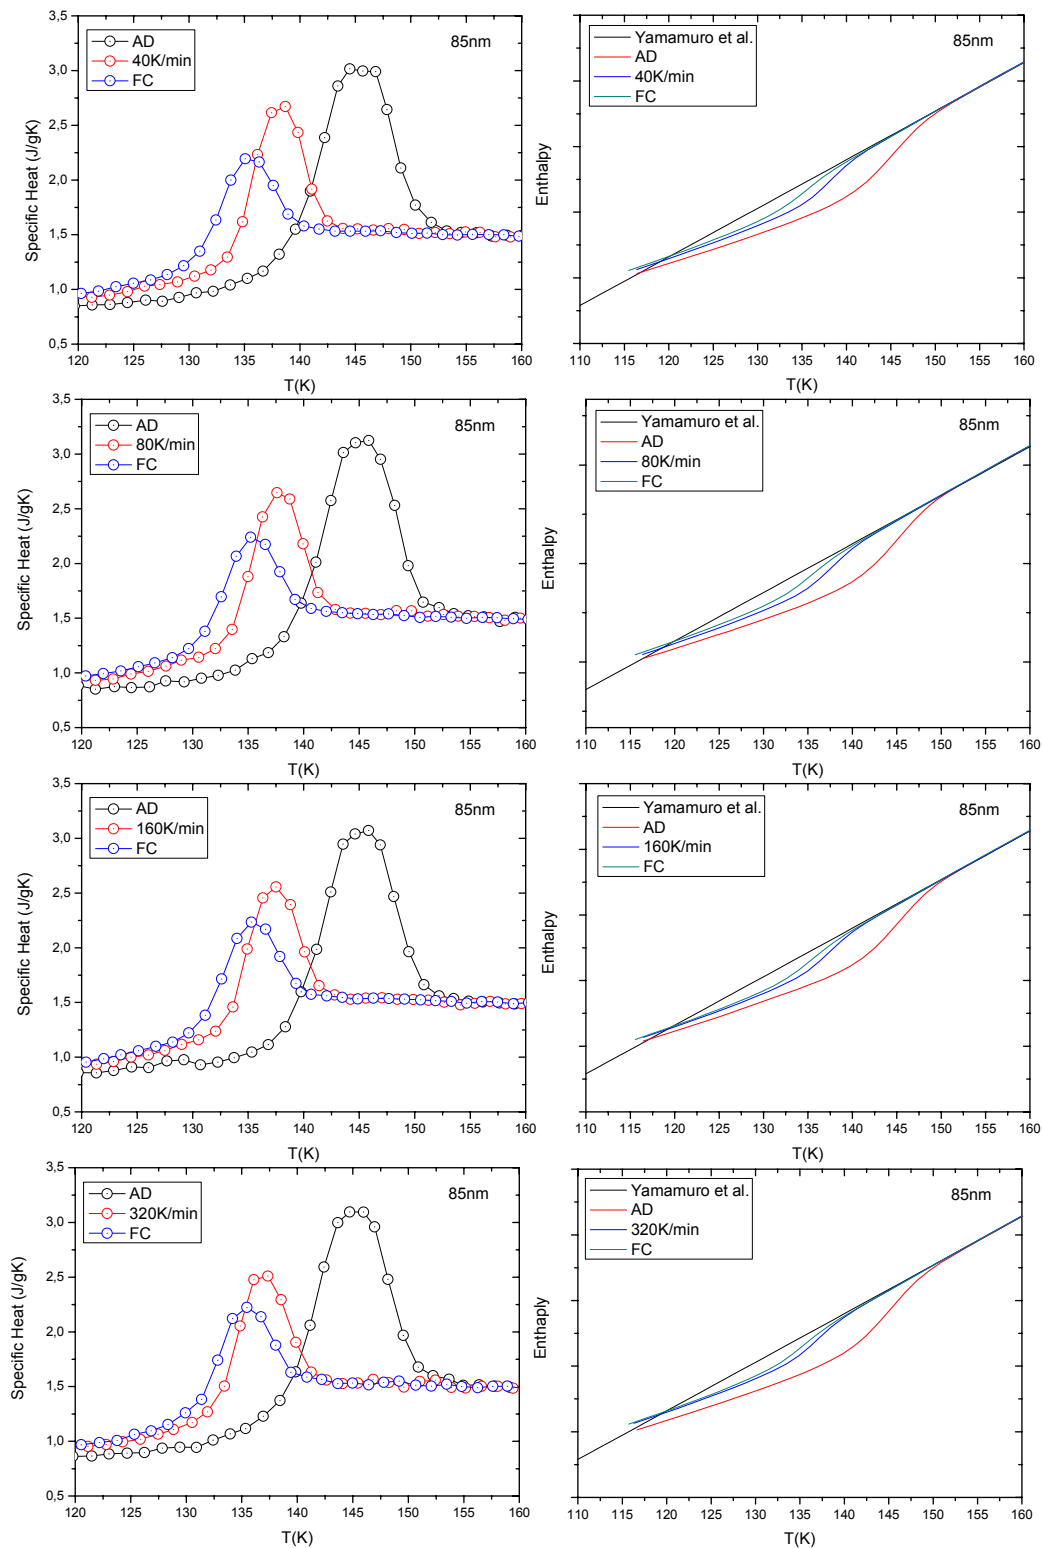 AD
40K/min
FC
85nm
3,5
3,0
2,5
2,0
1,5
1,0
0,5
Specific Heat (J/gK)
120 125 130 135 140 145 150 155 160
T(K)
Yamamuro et al.
AD
40K/min
FC
85nm
Enthalpy
110 115 120 125 130 135 140 145 150 155 160
T(K)
AD
80K/min
FC
85nm
3,5
3,0
2,5
2,0
1,5
1,0
0,5
Specific Heat (J/gK)
120 125 130 135 140 145 150 155 160
T(K)
Yamamuro et al.
AD
80K/min
FC
85nm
Enthalpy
110 115 120 125 130 135 140 145 150 155 160
T(K)
AD
160K/min
FC
85nm
3,5
3,0
2,5
2,0
1,5
1,0
0,5
Specific Heat (J/gK)
120 125 130 135 140 145 150 155 160
T(K)
Yamamuro et al.
AD
160K/min
FC
85nm
Enthalpy
110 115 120 125 130 135 140 145 150 155 160
T(K)
AD
320K/min
FC
85nm
3,5
3,0
2,5
2,0
1,5
1,0
0,5
Specific Heat (J/gK)
120 125 130 135 140 145 150 155 160
T(K)
Yamamuro et al.
AD
320K/min
FC
85nm
Enthaply
110 115 120 125 130 135 140 145 150 155 160
T(K)